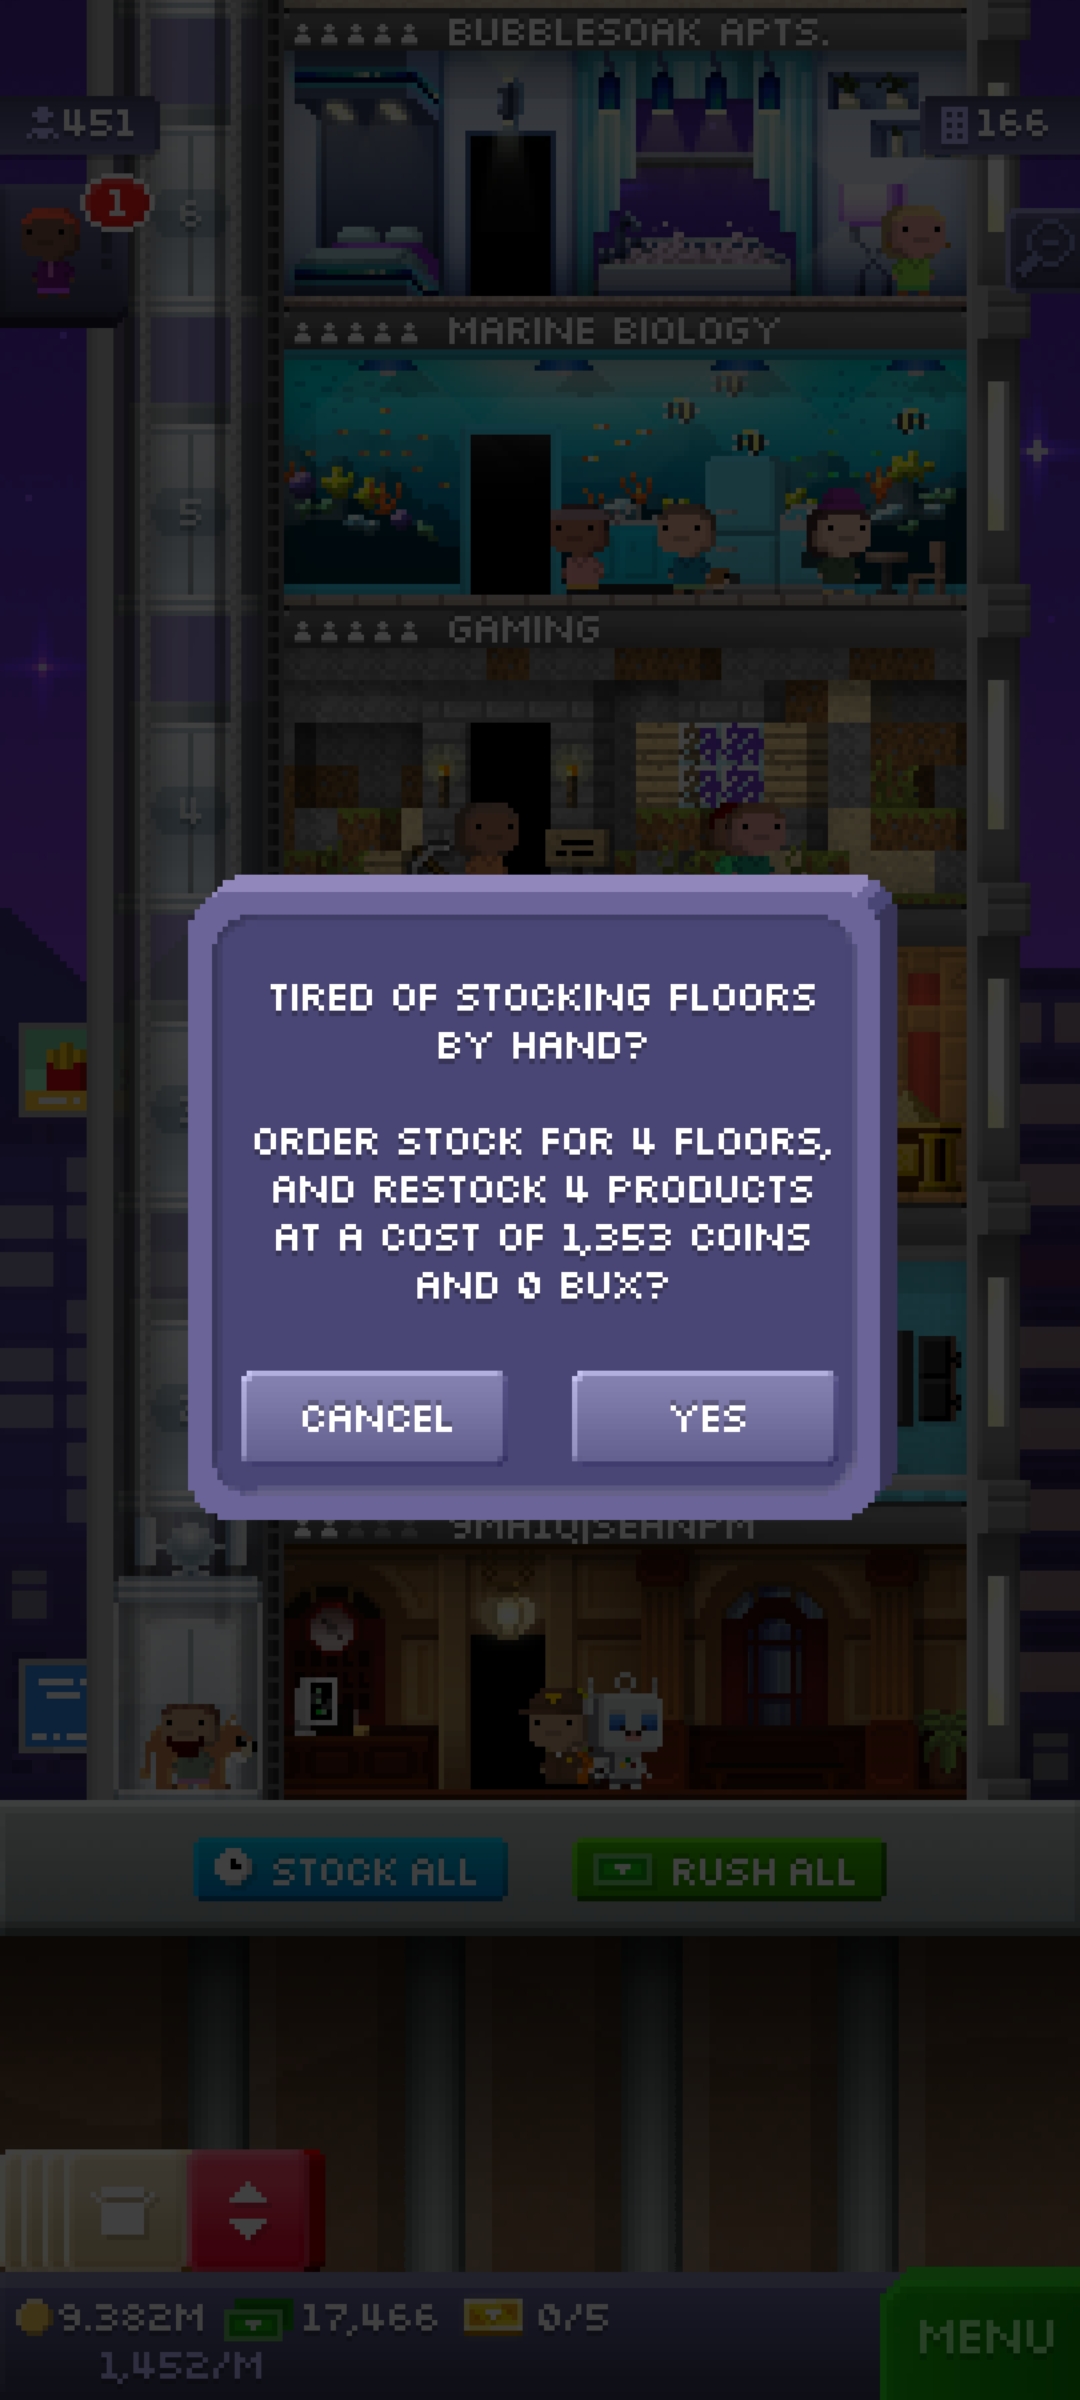 BUBBLESOAK APTS.
451
166
1
6
MARINE BIOLOGY
5
GAMING
4
TIRED OF STOCKING FLOORS
BY HAND?
ORDER STOCK FOR 4 FLOORS,
AND RESTOCK 4 PRODUCTS
AT A COST OF 1,353 COINS
AND 0 BUX?
CANCEL
YES
STOCK ALL
RUSH ALL
9.382M
17,466
0/5
1,452/M
MENU